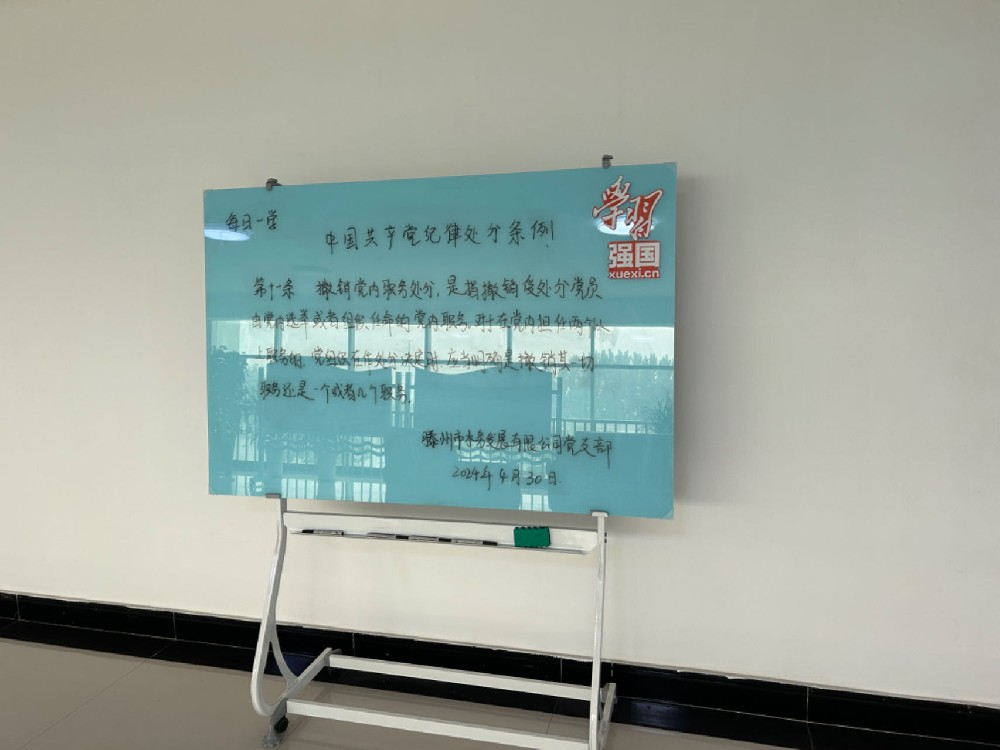 每日一学
中国共产党纪律处分条例
学习
强国
xuexi.cn
第十一条 撤销党内职务处分，是指撤销受处分党员
由党内选举或者组织任命的党内职务。对于在党内担任两个以
上职务的，党组织在作处分决定时，应当明确是撤销其一切
职务还是一个或者几个职务。
滕州市水务发展有限公司党支部
2024年4月30日